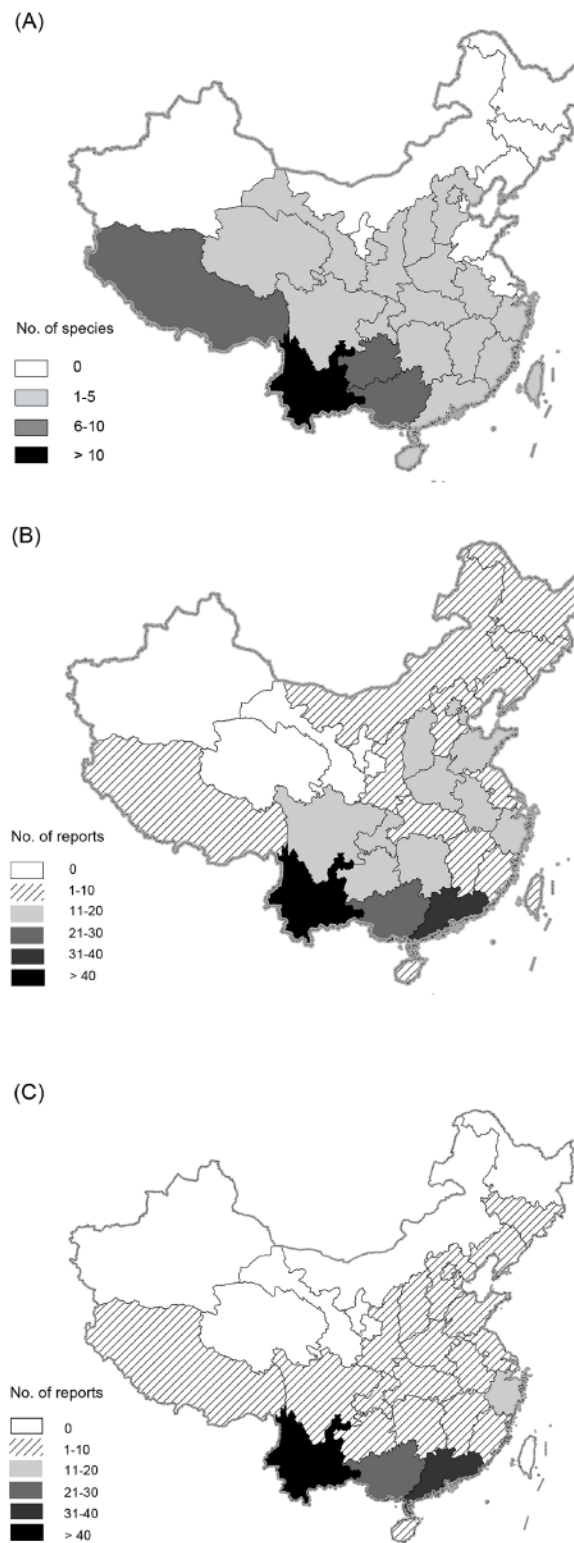 (A)
No. of species
0
1-5
6-10
> 10
(B)
No. of reports
0
1-10
11-20
21-30
31-40
> 40
(C)
No. of reports
0
1-10
11-20
21-30
31-40
> 40